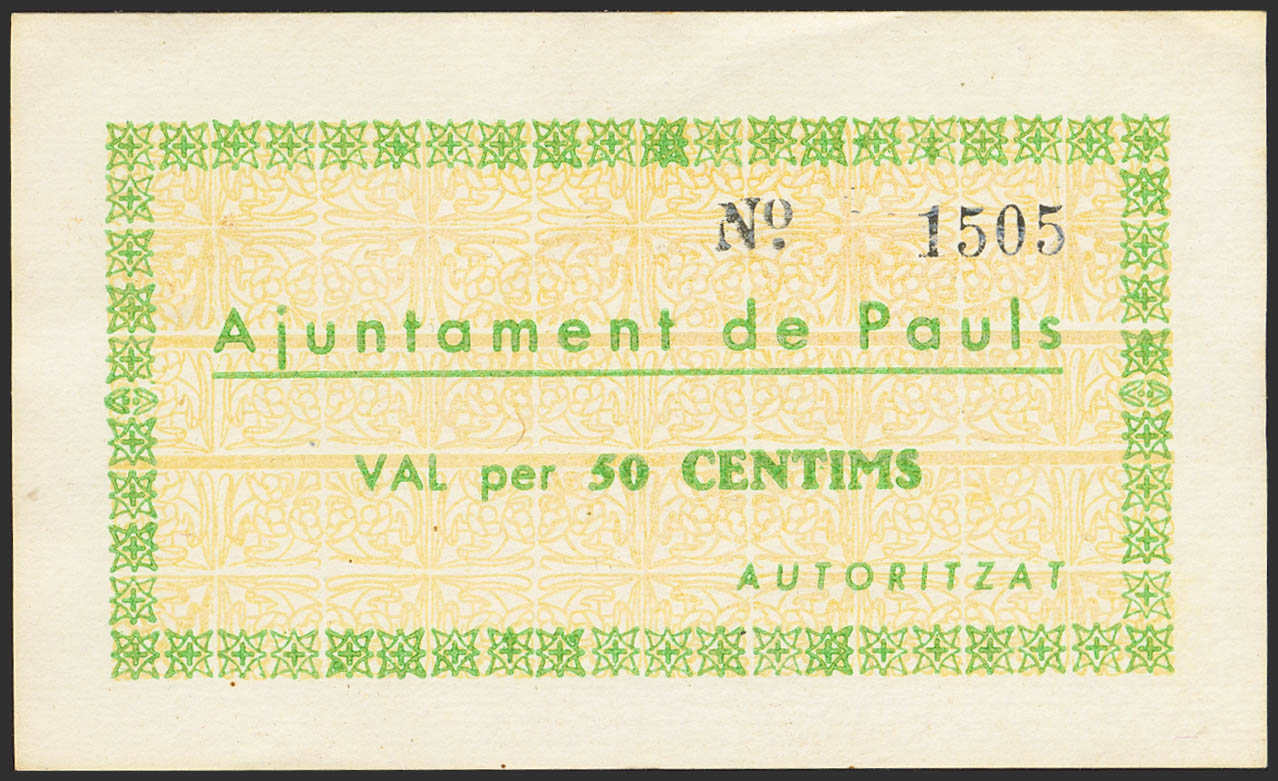 Nº 1505
Ajuntament de Pauls
VAL per 50 CENTIMS
AUTORITZAT